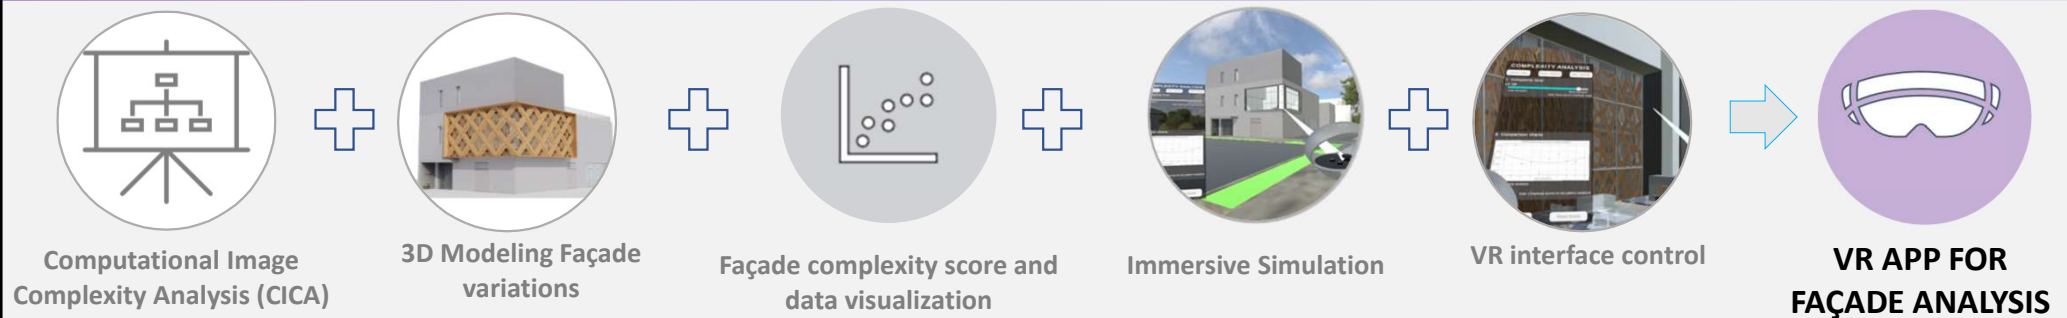 COMPLEXITY ANALYSIS
Computational Image
Complexity Analysis (CICA)
3D Modeling Façade
variations
Façade complexity score and
data visualization
Immersive Simulation
VR interface control
VR APP FOR
FAÇADE ANALYSIS